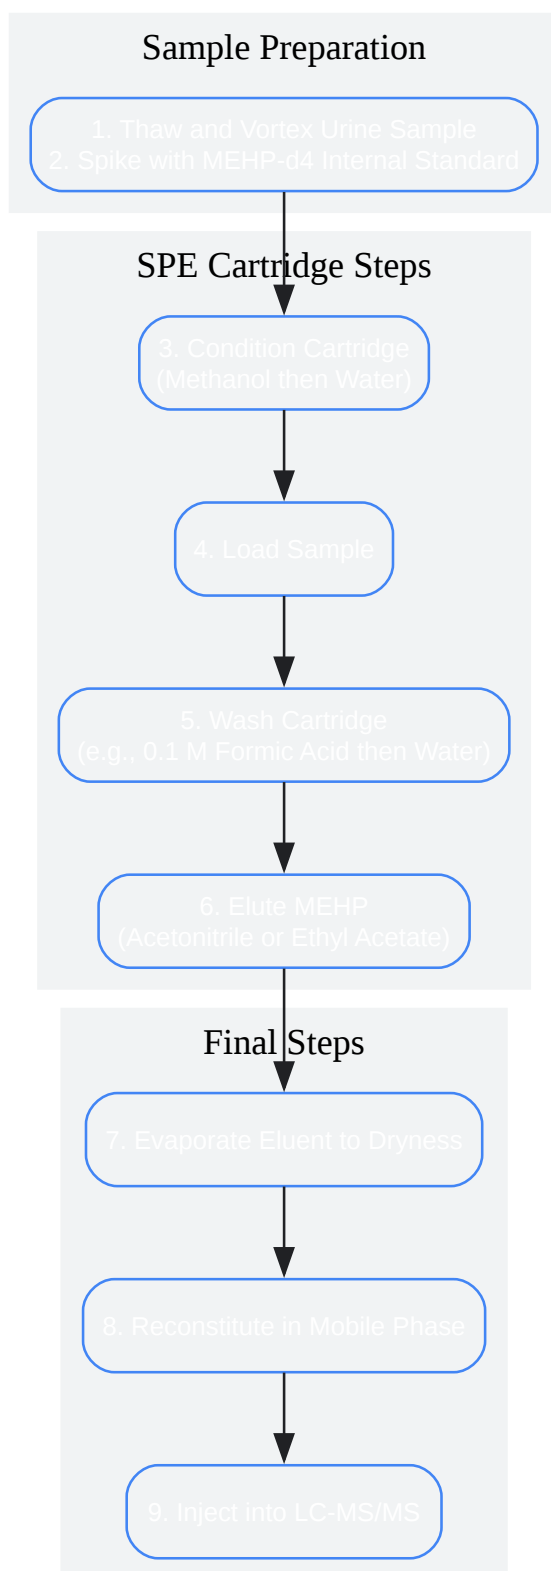 Sample Preparation
1. Thaw and Vortex Urine Sample
2. Spike with MEHP-d4 Internal Standard
SPE Cartridge Steps
3. Condition Cartridge
(Methanol then Water)
4. Load Sample
5. Wash Cartridge
(e.g., 0.1 M Formic Acid then Water)
6. Elute MEHP
(Acetonitrile or Ethyl Acetate)
Final Steps
7. Evaporate Eluent to Dryness
8. Reconstitute in Mobile Phase
9. Inject into LC-MS/MS